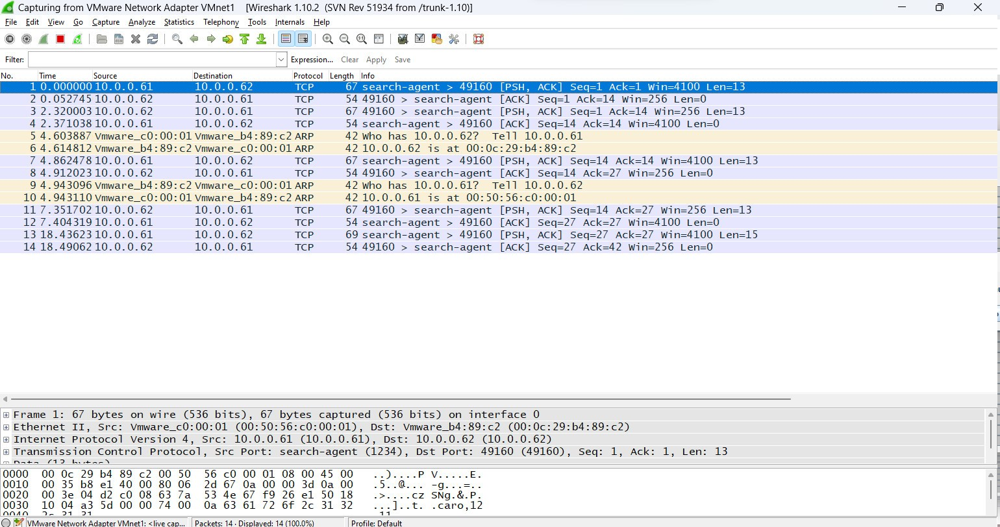 Capturing from VMware Network Adapter VMnet1 [Wireshark 1.10.2 (SVN Rev 51934 from /trunk-1.10)]
File Edit View Go Capture Analyze Statistics Telephony Tools Internals Help
Filter: Expression... Clear Apply Save
No. Time Source Destination Protocol Length Info
1 0.000000 10.0.0.61 10.0.0.62 TCP 67 search-agent > 49160 [PSH, ACK] Seq=1 Ack=1 Win=4100 Len=13
2 0.052745 10.0.0.62 10.0.0.61 TCP 54 49160 > search-agent [ACK] Seq=1 Ack=14 Win=256 Len=0
3 2.320003 10.0.0.62 10.0.0.61 TCP 67 49160 > search-agent [PSH, ACK] Seq=1 Ack=14 Win=256 Len=13
4 2.371038 10.0.0.61 10.0.0.62 TCP 54 search-agent > 49160 [ACK] Seq=14 Ack=14 Win=4100 Len=0
5 4.603887 Vmware_c0:00:01 Vmware_b4:89:c2 ARP 42 Who has 10.0.0.62? Tell 10.0.0.61
6 4.614812 Vmware_b4:89:c2 Vmware_c0:00:01 ARP 42 10.0.0.62 is at 00:0c:29:b4:89:c2
7 4.862478 10.0.0.61 10.0.0.62 TCP 67 search-agent > 49160 [PSH, ACK] Seq=14 Ack=14 Win=4100 Len=13
8 4.912023 10.0.0.62 10.0.0.61 TCP 54 49160 > search-agent [ACK] Seq=14 Ack=27 Win=256 Len=0
9 4.943096 Vmware_b4:89:c2 Vmware_c0:00:01 ARP 42 Who has 10.0.0.61? Tell 10.0.0.62
10 4.943110 Vmware_c0:00:01 Vmware_b4:89:c2 ARP 42 10.0.0.61 is at 00:50:56:c0:00:01
11 7.351702 10.0.0.62 10.0.0.61 TCP 67 49160 > search-agent [PSH, ACK] Seq=14 Ack=27 Win=256 Len=13
12 7.404319 10.0.0.61 10.0.0.62 TCP 54 search-agent > 49160 [ACK] Seq=27 Ack=27 Win=4100 Len=0
13 18.43623 10.0.0.61 10.0.0.62 TCP 69 search-agent > 49160 [PSH, ACK] Seq=27 Ack=27 Win=4100 Len=15
14 18.49062 10.0.0.62 10.0.0.61 TCP 54 49160 > search-agent [ACK] Seq=27 Ack=42 Win=256 Len=0
Frame 1: 67 bytes on wire (536 bits), 67 bytes captured (536 bits) on interface 0
Ethernet II, Src: Vmware_c0:00:01 (00:50:56:c0:00:01), Dst: Vmware_b4:89:c2 (00:0c:29:b4:89:c2)
Internet Protocol Version 4, Src: 10.0.0.61 (10.0.0.61), Dst: 10.0.0.62 (10.0.0.62)
Transmission Control Protocol, Src Port: search-agent (1234), Dst Port: 49160 (49160), Seq: 1, Ack: 1, Len: 13
Data (13 bytes)
0000 00 0c 29 b4 89 c2 00 50 56 c0 00 01 08 00 45 00 ..)....P V.....E.
0010 00 35 b8 e1 40 00 80 06 2d 67 0a 00 00 3d 0a 00 .5..@... -g...=..
0020 00 3e 04 d2 c0 08 63 7a 53 4e 67 f9 26 e1 50 18 .>....cz SNg.&.P.
0030 10 04 a3 5d 00 00 74 00 0a 63 61 72 6f 2c 31 32 ...]..t. .caro,12
0040 2c 31 31 ,11
VMware Network Adapter VMnet1: <live cap... Packets: 14 · Displayed: 14 (100.0%) Profile: Default